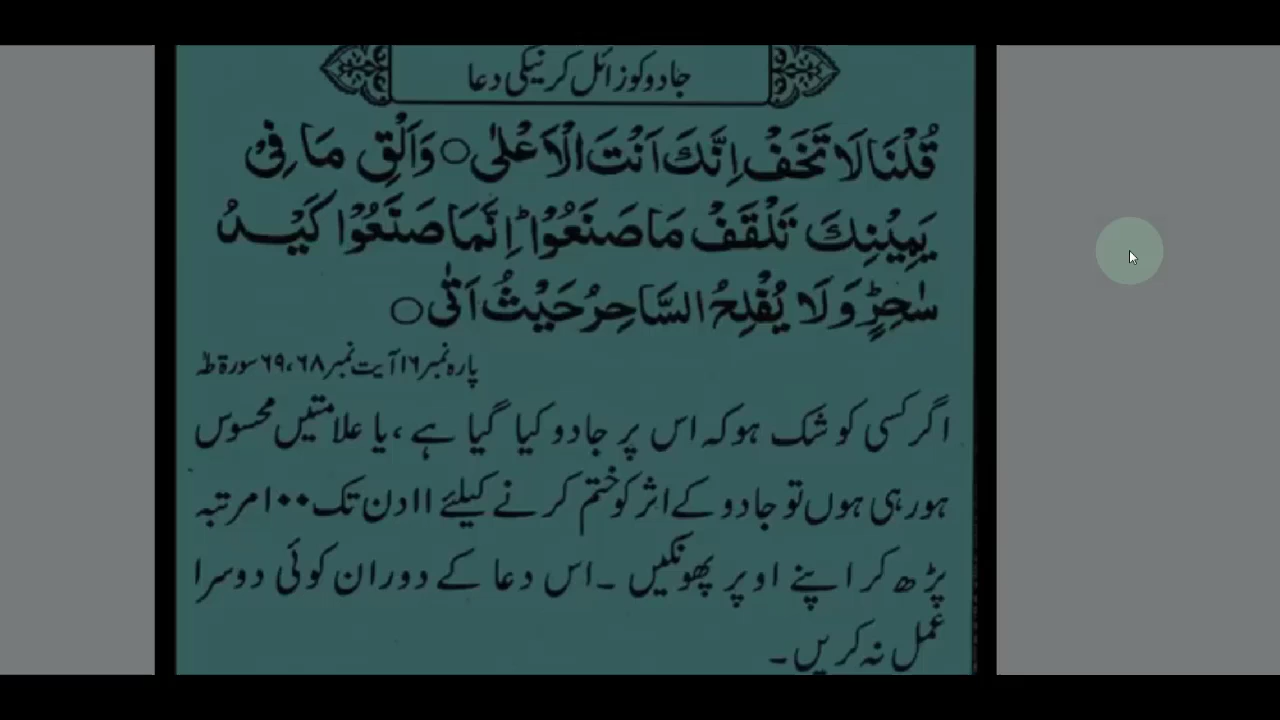 جادو کو زائل کرنیکی دعا
قُلْنَا لَا تَخَفْ اِنَّكَ اَنْتَ الْاَعْلٰى ○ وَاَلْقِ مَا فِيْ
يَمِيْنِكَ تَلْقَفْ مَا صَنَعُوْا ؕ اِنَّمَا صَنَعُوْا كَيْدُ
سٰحِرٍ ؕ وَلَا يُفْلِحُ السَّاحِرُ حَيْثُ اَتٰى ○
پارہ نمبر ۱۶ آیت نمبر ۶۸، ۶۹ سورۃ طہٰ
اگر کسی کو شک ہو کہ اس پر جادو کیا گیا ہے، یا علامتیں محسوس
ہو رہی ہوں تو جادو کے اثر کو ختم کرنے کیلئے ۱۱ دن تک ۱۰۰ مرتبہ
پڑھ کر اپنے اوپر پھونکیں ۔ اس دعا کے دوران کوئی دوسرا
عمل نہ کریں ۔